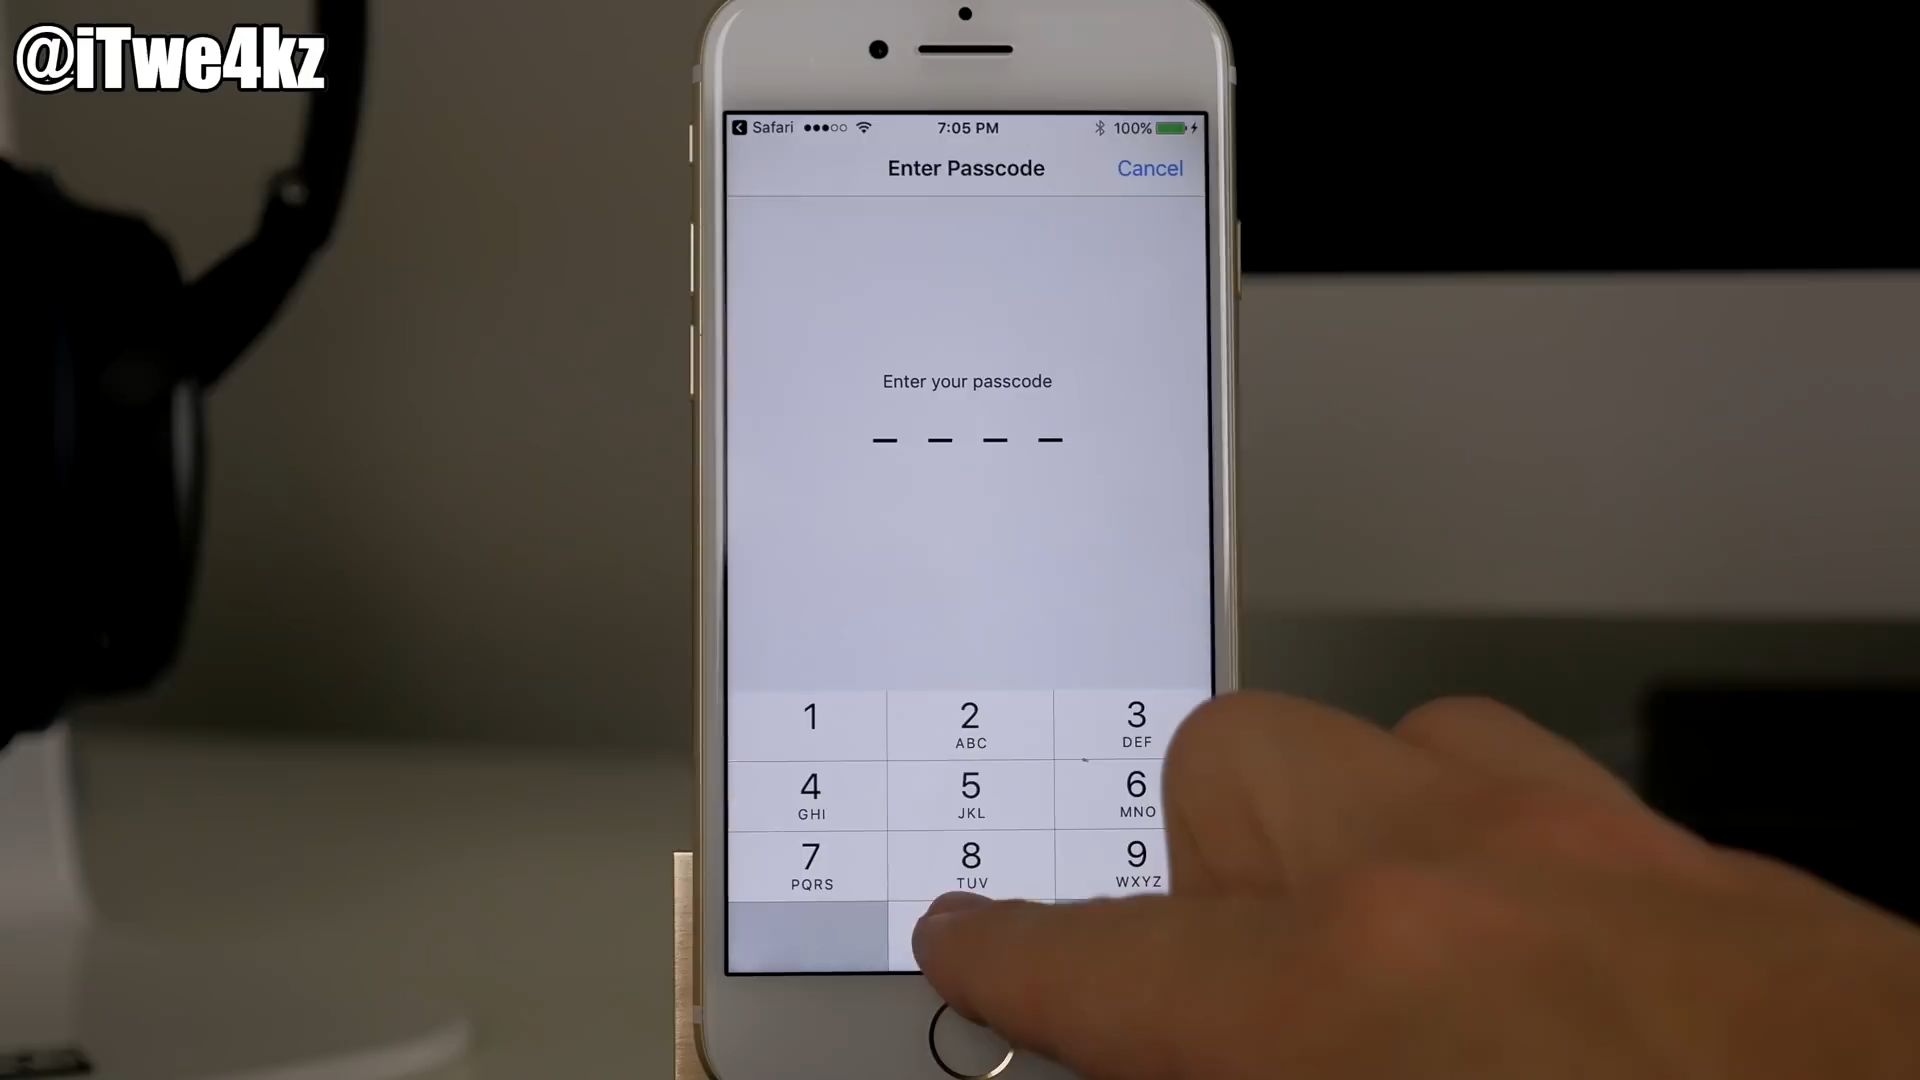 @iTwe4kz
Safari 7:05 PM 100%
Enter Passcode Cancel
Enter your passcode
1 2 3
ABC DEF
4 5 6
GHI JKL MNO
7 8 9
PQRS TUV WXYZ